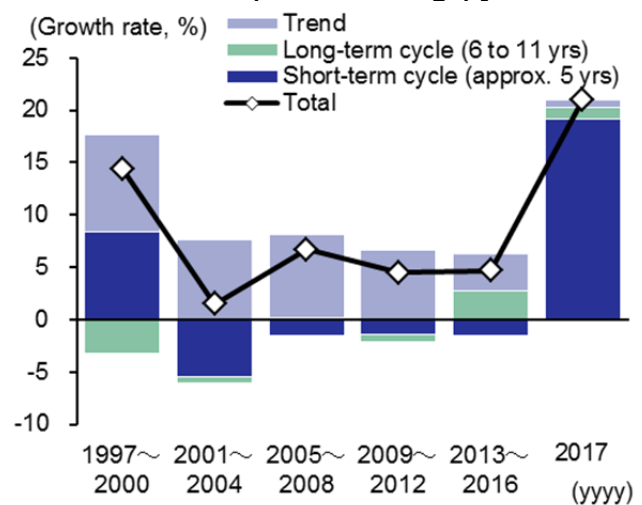 (Growth rate, %)
Trend
Long-term cycle (6 to 11 yrs)
Short-term cycle (approx. 5 yrs)
Total
25
20
15
10
5
0
-5
-10
1997～2000
2001～2004
2005～2008
2009～2012
2013～2016
2017
(yyyy)